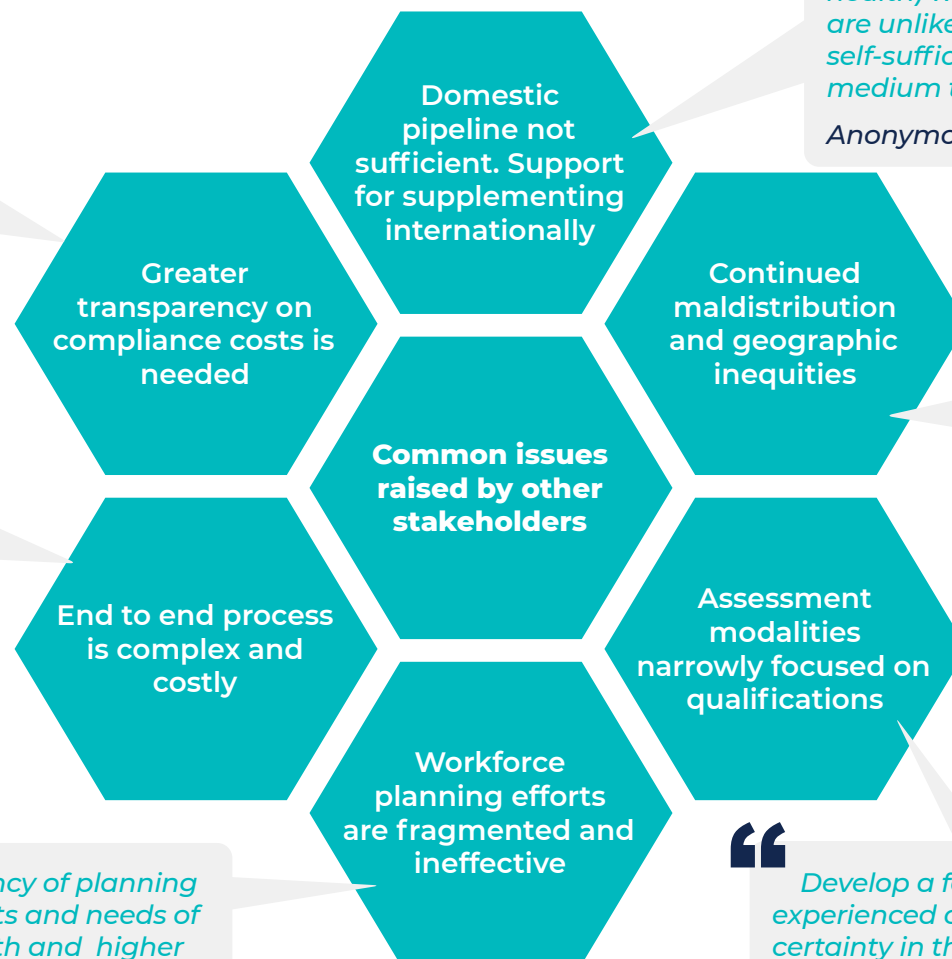 are unlike
self-suffic
medium t
Anonymo
Domestic
pipeline not
sufficient. Support
for supplementing
internationally
Greater
transparency on
compliance costs is
needed
Continued
maldistribution
and geographic
inequities
Common issues
raised by other
stakeholders
End to end process
is complex and
costly
Assessment
modalities
narrowly focused on
qualifications
Workforce
planning efforts
are fragmented and
ineffective
ncy of planning
ts and needs of
th and higher
“
Develop a f
experienced
certainty in th